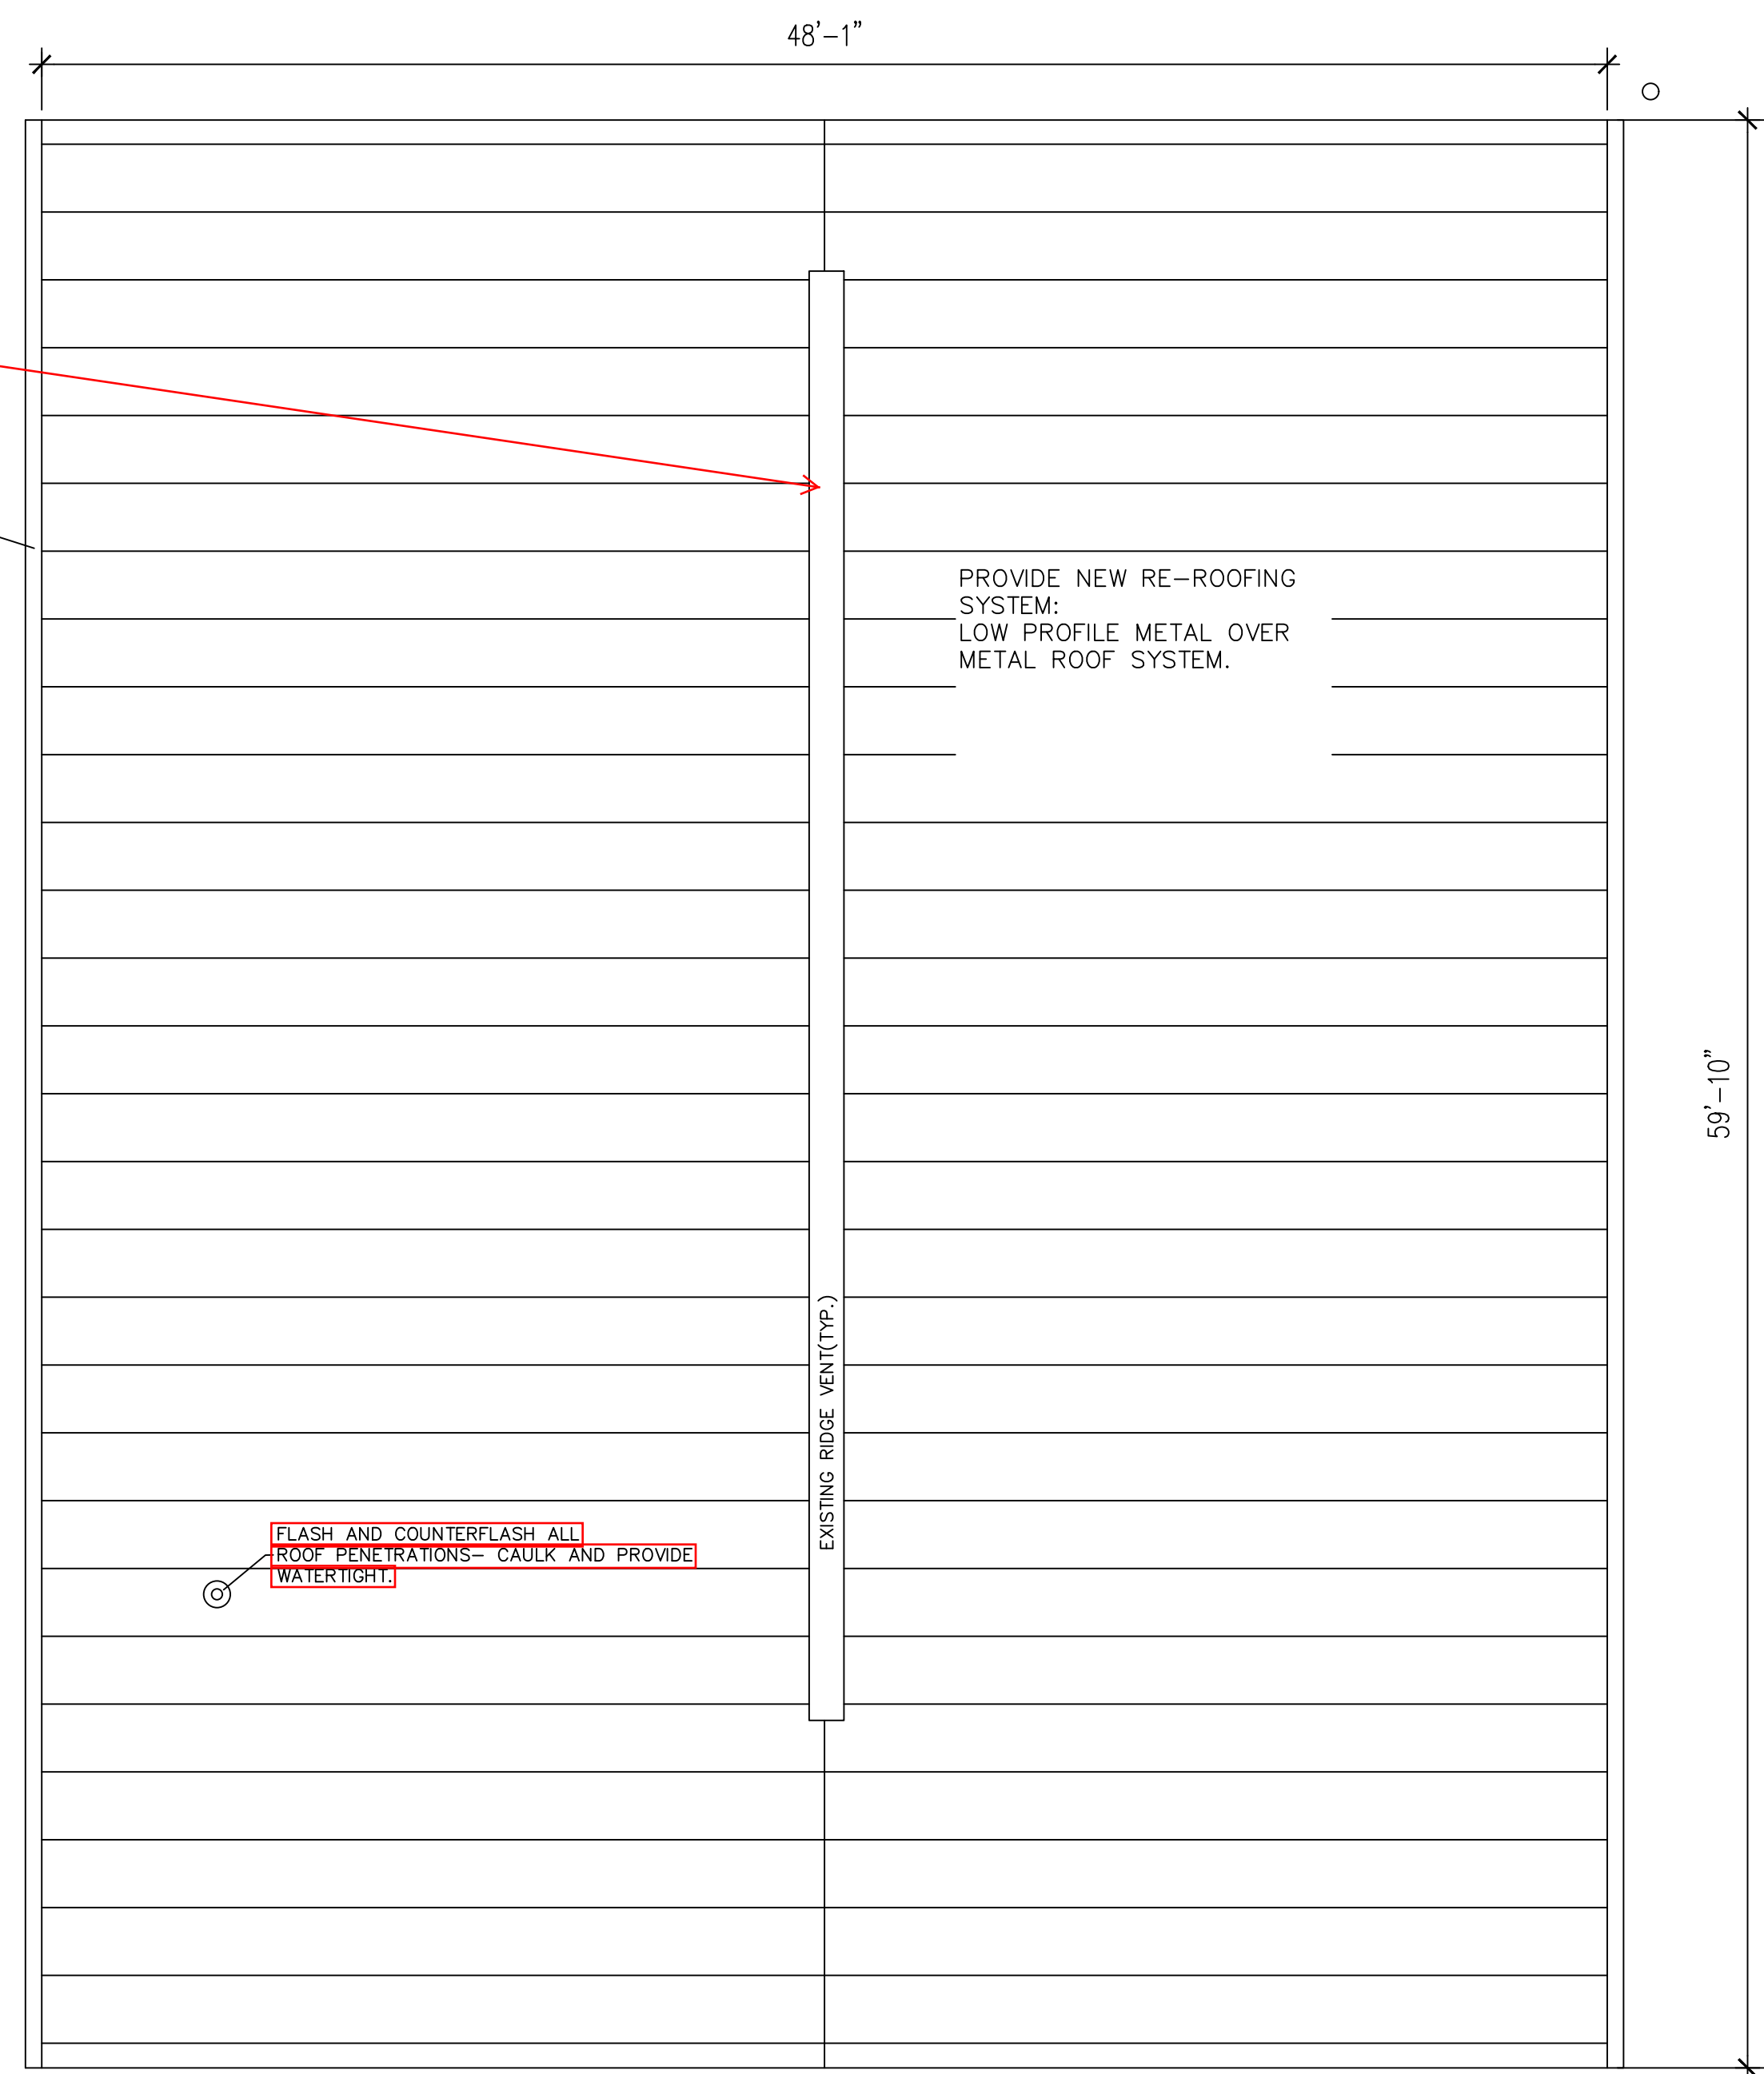 48'-1"
PROVIDE NEW RE-ROOFING
SYSTEM:
LOW PROFILE METAL OVER
METAL ROOF SYSTEM.
59'-10"
EXISTING RIDGE VENT(TYP.)
FLASH AND COUNTERFLASH ALL
ROOF PENETRATIONS- CAULK AND PROVIDE
WATERTIGHT.